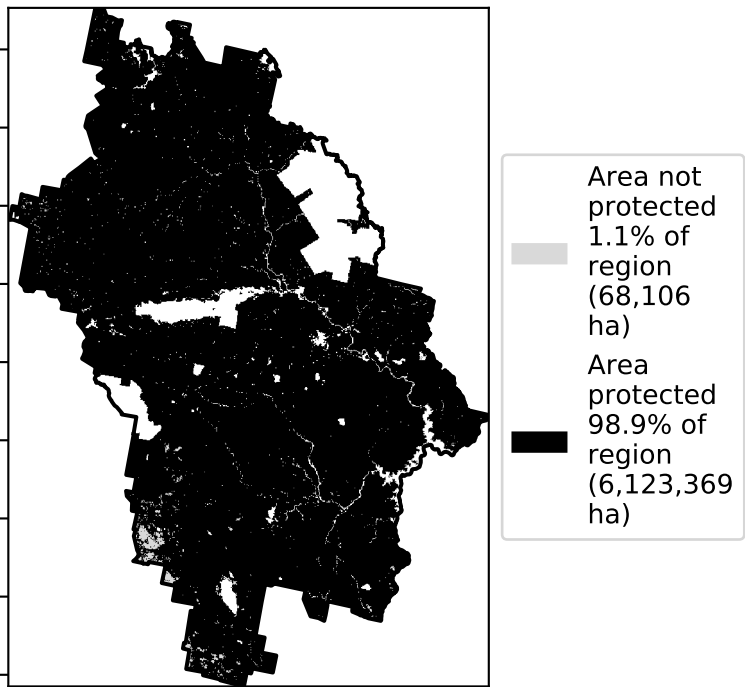 Area not
protected
1.1% of
region
(68,106
ha)
Area
protected
98.9% of
region
(6,123,369
ha)